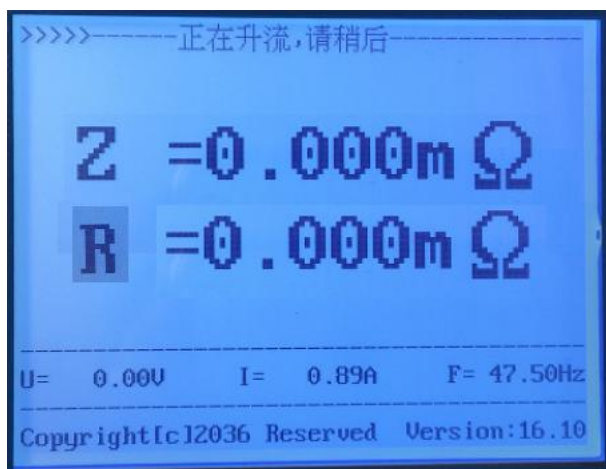 >>>>>------正在升流,请稍后---------------
Z =0.000mΩ
R =0.000mΩ
U= 0.00V I= 0.89A F= 47.50Hz
Copyright[c]2036 Reserved Version:16.10